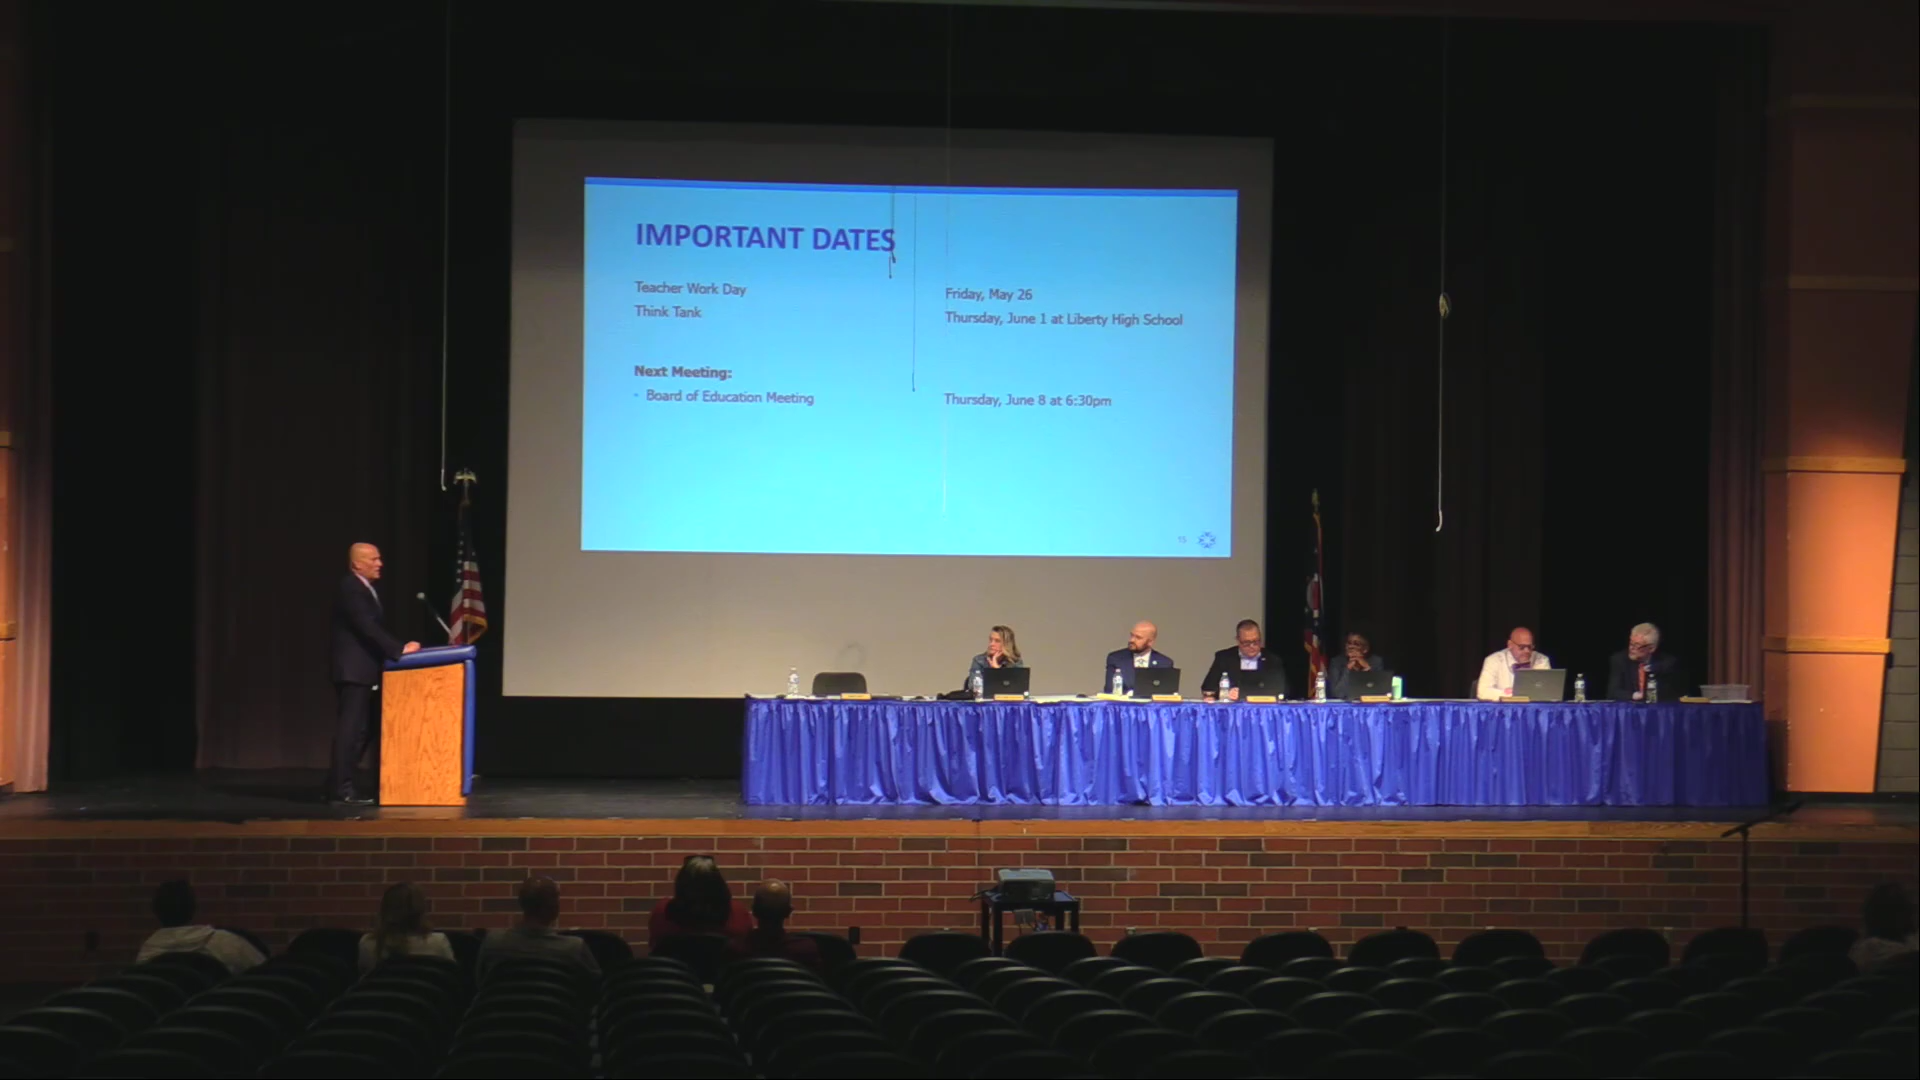 IMPORTANT DATES
Teacher Work Day Friday, May 26
Think Tank Thursday, June 1 at Liberty High School
Next Meeting:
- Board of Education Meeting Thursday, June 8 at 6:30pm
15